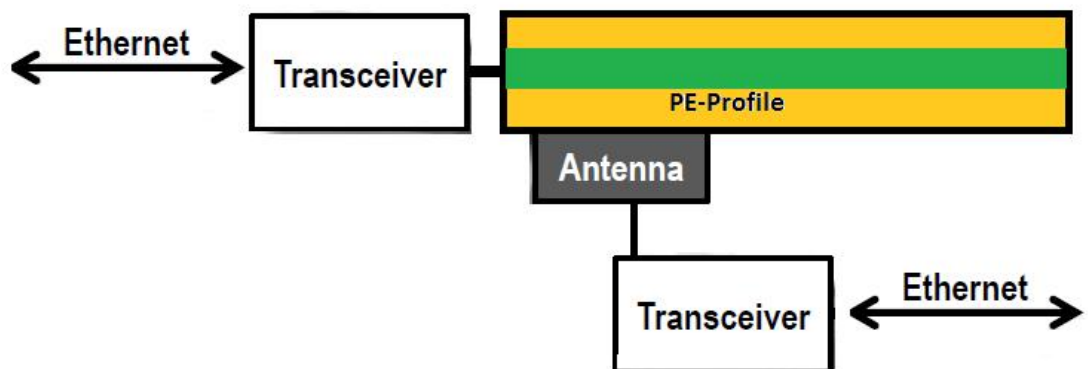 Ethernet
Transceiver
PE-Profile
Antenna
Transceiver
Ethernet